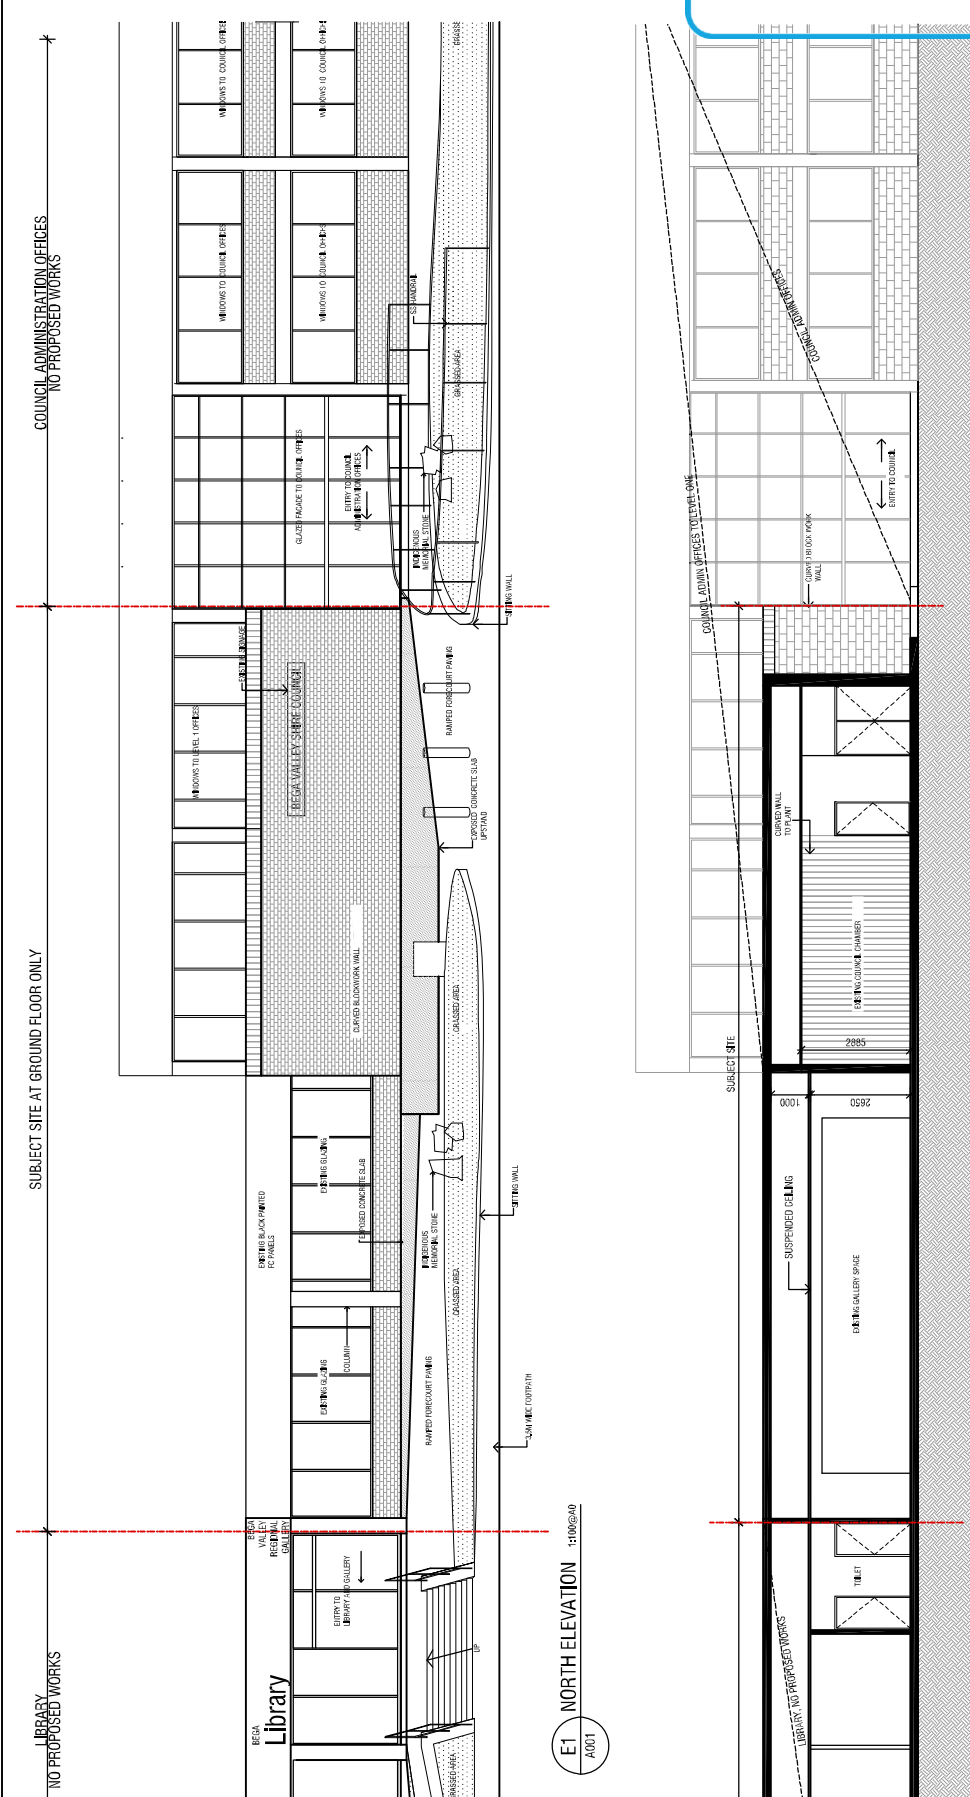 COUNCIL ADMINISTRATION OFFICES
NO PROPOSED WORKS
SUBJECT SITE AT GROUND FLOOR ONLY
LIBRARY
NO PROPOSED WORKS
WINDOWS TO COUNCIL OFFICES
WINDOWS TO COUNCIL OFFICES
WINDOWS TO COUNCIL OFFICES
WINDOWS TO COUNCIL OFFICES
GLAZED FACADE TO COUNCIL OFFICES
ENTRY TO COUNCIL
ADMINISTRATION OFFICES
SS HANDRAIL
GRASSED AREA
INDIGENOUS
MEMORIAL STONE
SITTING WALL
EXISTING SIGNAGE
BEGA VALLEY SHIRE COUNCIL
WINDOWS TO LEVEL 1 OFFICES
RAMPED FORECOURT PAVING
EXPOSED CONCRETE SLAB
UPSTAND
CURVED BLOCKWORK WALL
GRASSED AREA
EXISTING BLACK PAINTED
FC PANELS
EXISTING GLAZING
EXPOSED CONCRETE SLAB
INDIGENOUS
MEMORIAL STONE
SITTING WALL
GRASSED AREA
EXISTING GLAZING
COLUMN
RAMPED FORECOURT PAVING
WIDE FOOTPATH
BEGA
VALLEY
REGIONAL
GALLERY
ENTRY TO
LIBRARY AND GALLERY
UP
BEGA
Library
GRASSED AREA
E1
A001
NORTH ELEVATION 1:100@A0
COUNCIL ADMIN OFFICES
COUNCIL ADMIN OFFICES TO LEVEL ONE
ENTRY TO COUNCIL
CURVED BLOCK WORK
WALL
CURVED WALL
TO PLANT
EXISTING COUNCIL CHAMBER
2885
SUBJECT SITE
1000
2650
SUSPENDED CEILING
EXISTING GALLERY SPACE
TOILET
LIBRARY, NO PROPOSED WORKS